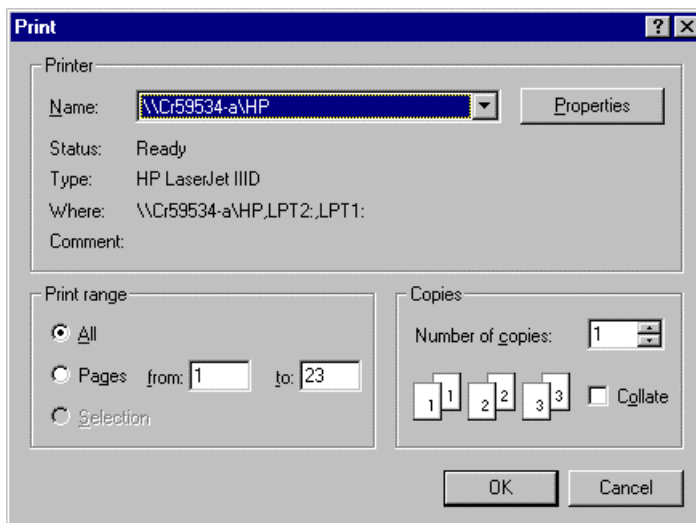 Print
Printer
Name: \\Cr59534-a\HP Properties
Status: Ready
Type: HP LaserJet IIID
Where: \\Cr59534-a\HP,LPT2:,LPT1:
Comment:
Print range
All
Pages from: 1 to: 23
Selection
Copies
Number of copies: 1
1 1 2 2 3 3 Collate
OK Cancel